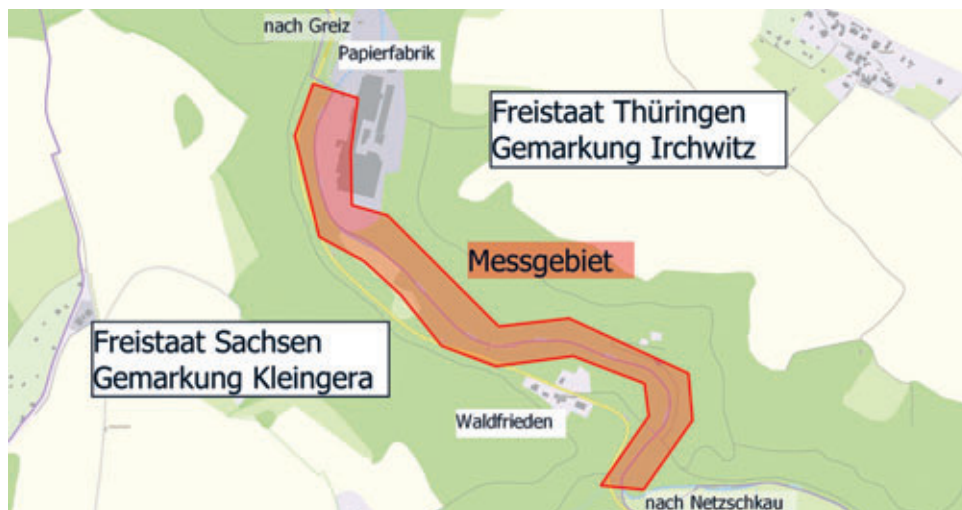 nach Greiz
Papierfabrik
Freistaat Thüringen
Gemarkung Irchwitz
Messgebiet
Freistaat Sachsen
Gemarkung Kleingera
Waldfrieden
nach Netzschkau